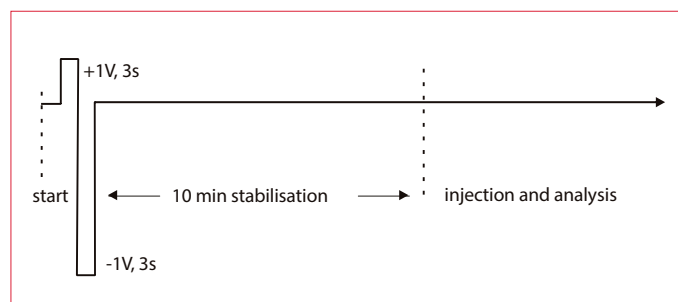 +1V, 3s
start
10 min stabilisation
injection and analysis
-1V, 3s